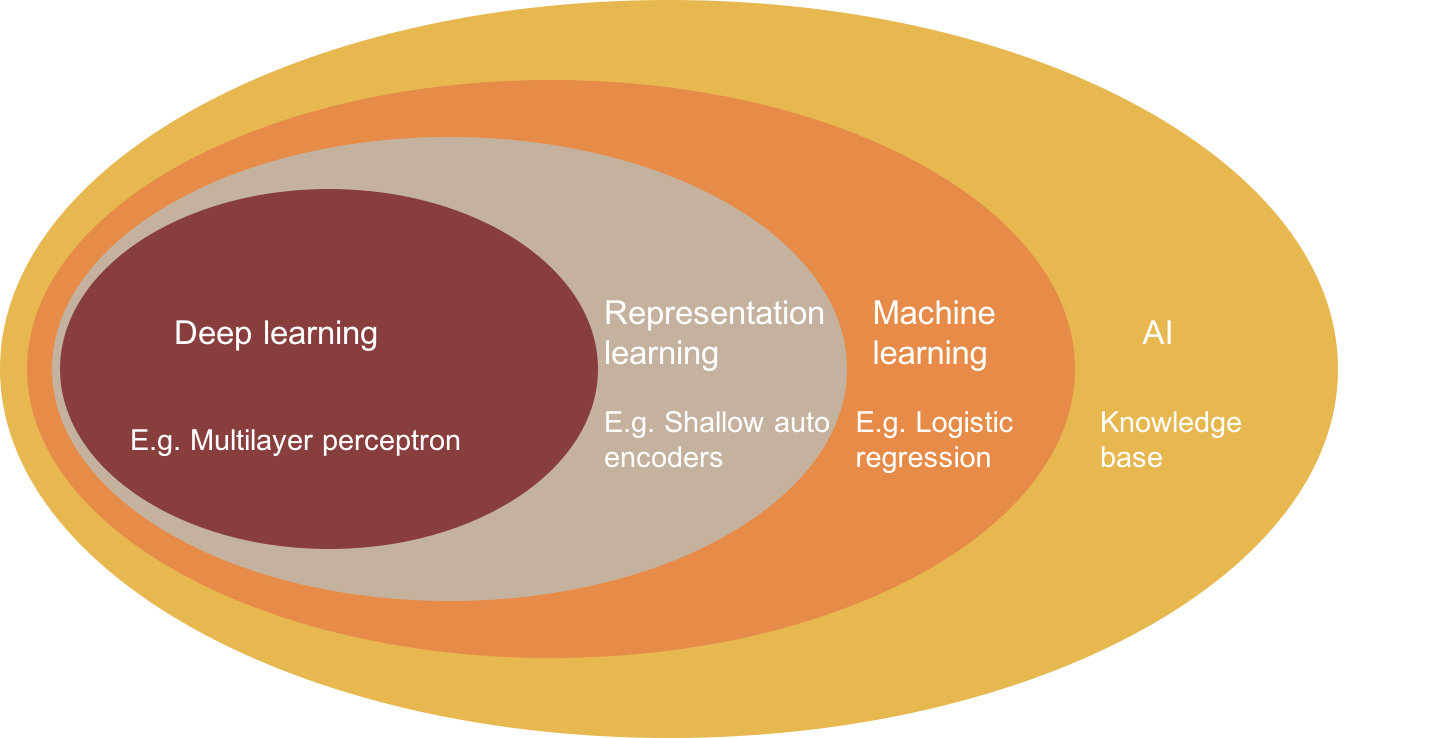 Deep learning
E.g. Multilayer perceptron
Representation
learning
E.g. Shallow auto
encoders
Machine
learning
E.g. Logistic
regression
AI
Knowledge
base